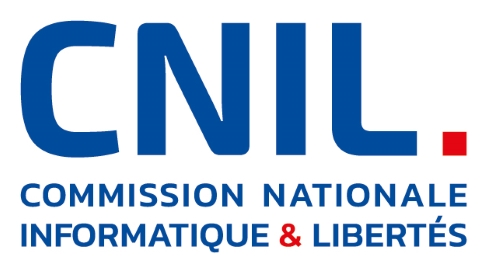 CNIL.
COMMISSION NATIONALE
INFORMATIQUE & LIBERTÉS